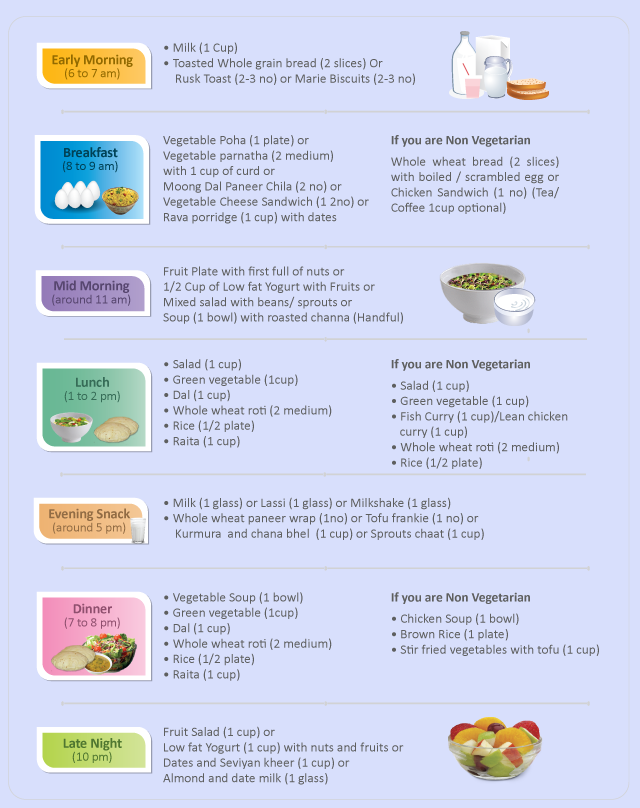 Early Morning
(6 to 7 am)
• Milk (1 Cup)
• Toasted Whole grain bread (2 slices) Or
Rusk Toast (2-3 no) or Marie Biscuits (2-3 no)
Breakfast
(8 to 9 am)
Vegetable Poha (1 plate) or
Vegetable parnatha (2 medium)
with 1 cup of curd or
Moong Dal Paneer Chila (2 no) or
Vegetable Cheese Sandwich (1 2no) or
Rava porridge (1 cup) with dates
If you are Non Vegetarian
Whole wheat bread (2 slices)
with boiled / scrambled egg or
Chicken Sandwich (1 no) (Tea/
Coffee 1cup optional)
Mid Morning
(around 11 am)
Fruit Plate with first full of nuts or
1/2 Cup of Low fat Yogurt with Fruits or
Mixed salad with beans/ sprouts or
Soup (1 bowl) with roasted channa (Handful)
Lunch
(1 to 2 pm)
• Salad (1 cup)
• Green vegetable (1cup)
• Dal (1 cup)
• Whole wheat roti (2 medium)
• Rice (1/2 plate)
• Raita (1 cup)
If you are Non Vegetarian
• Salad (1 cup)
• Green vegetable (1 cup)
• Fish Curry (1 cup)/Lean chicken
curry (1 cup)
• Whole wheat roti (2 medium)
• Rice (1/2 plate)
Evening Snack
(around 5 pm)
• Milk (1 glass) or Lassi (1 glass) or Milkshake (1 glass)
• Whole wheat paneer wrap (1no) or Tofu frankie (1 no) or
Kurmura and chana bhel (1 cup) or Sprouts chaat (1 cup)
Dinner
(7 to 8 pm)
• Vegetable Soup (1 bowl)
• Green vegetable (1cup)
• Dal (1 cup)
• Whole wheat roti (2 medium)
• Rice (1/2 plate)
• Raita (1 cup)
If you are Non Vegetarian
• Chicken Soup (1 bowl)
• Brown Rice (1 plate)
• Stir fried vegetables with tofu (1 cup)
Late Night
(10 pm)
Fruit Salad (1 cup) or
Low fat Yogurt (1 cup) with nuts and fruits or
Dates and Seviyan kheer (1 cup) or
Almond and date milk (1 glass)